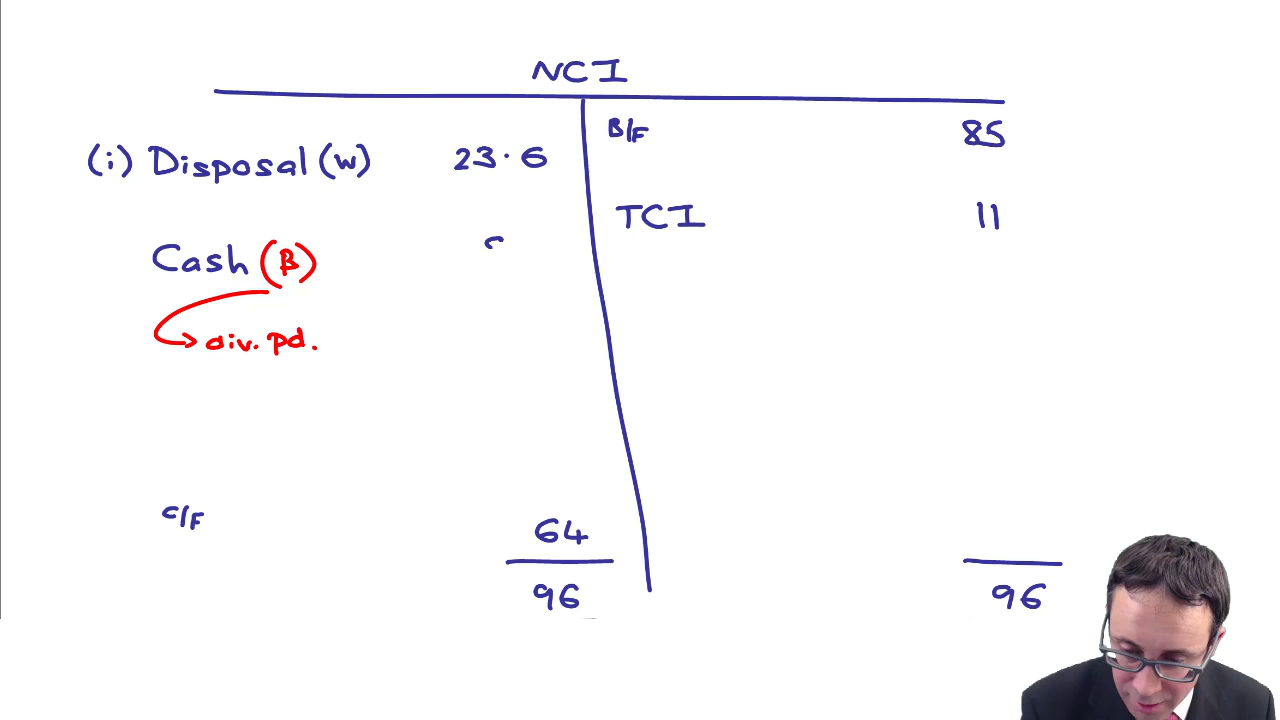 NCI
B/F 85
(i) Disposal (w) 23.6
TCI 11
Cash (B)
div. pd.
C/F 64
96 96